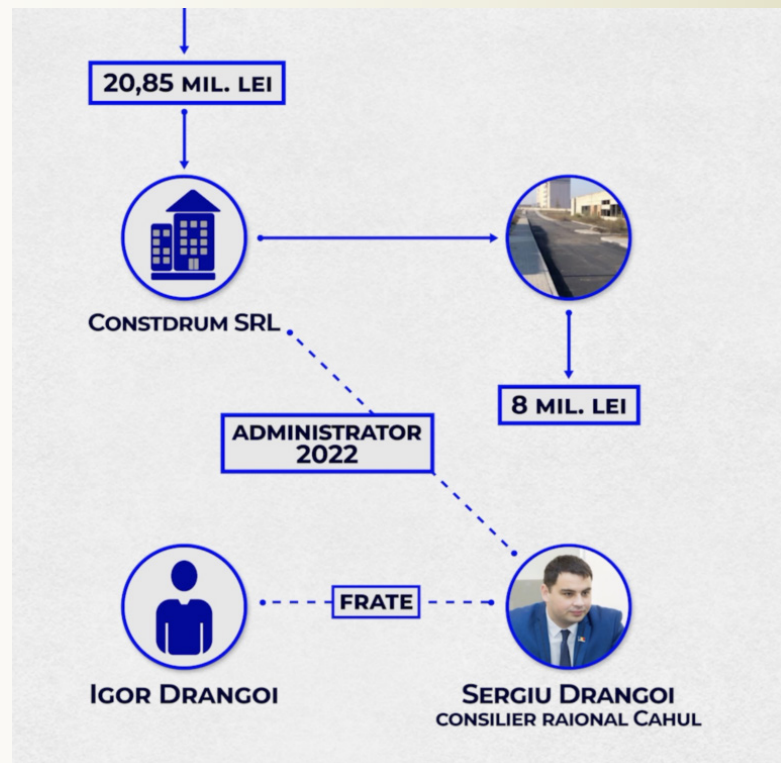 20,85 MIL. LEI
CONSTDRUM SRL
8 MIL. LEI
ADMINISTRATOR
2022
FRATE
IGOR DRANGOI
SERGIU DRANGOI
CONSILIER RAIONAL CAHUL